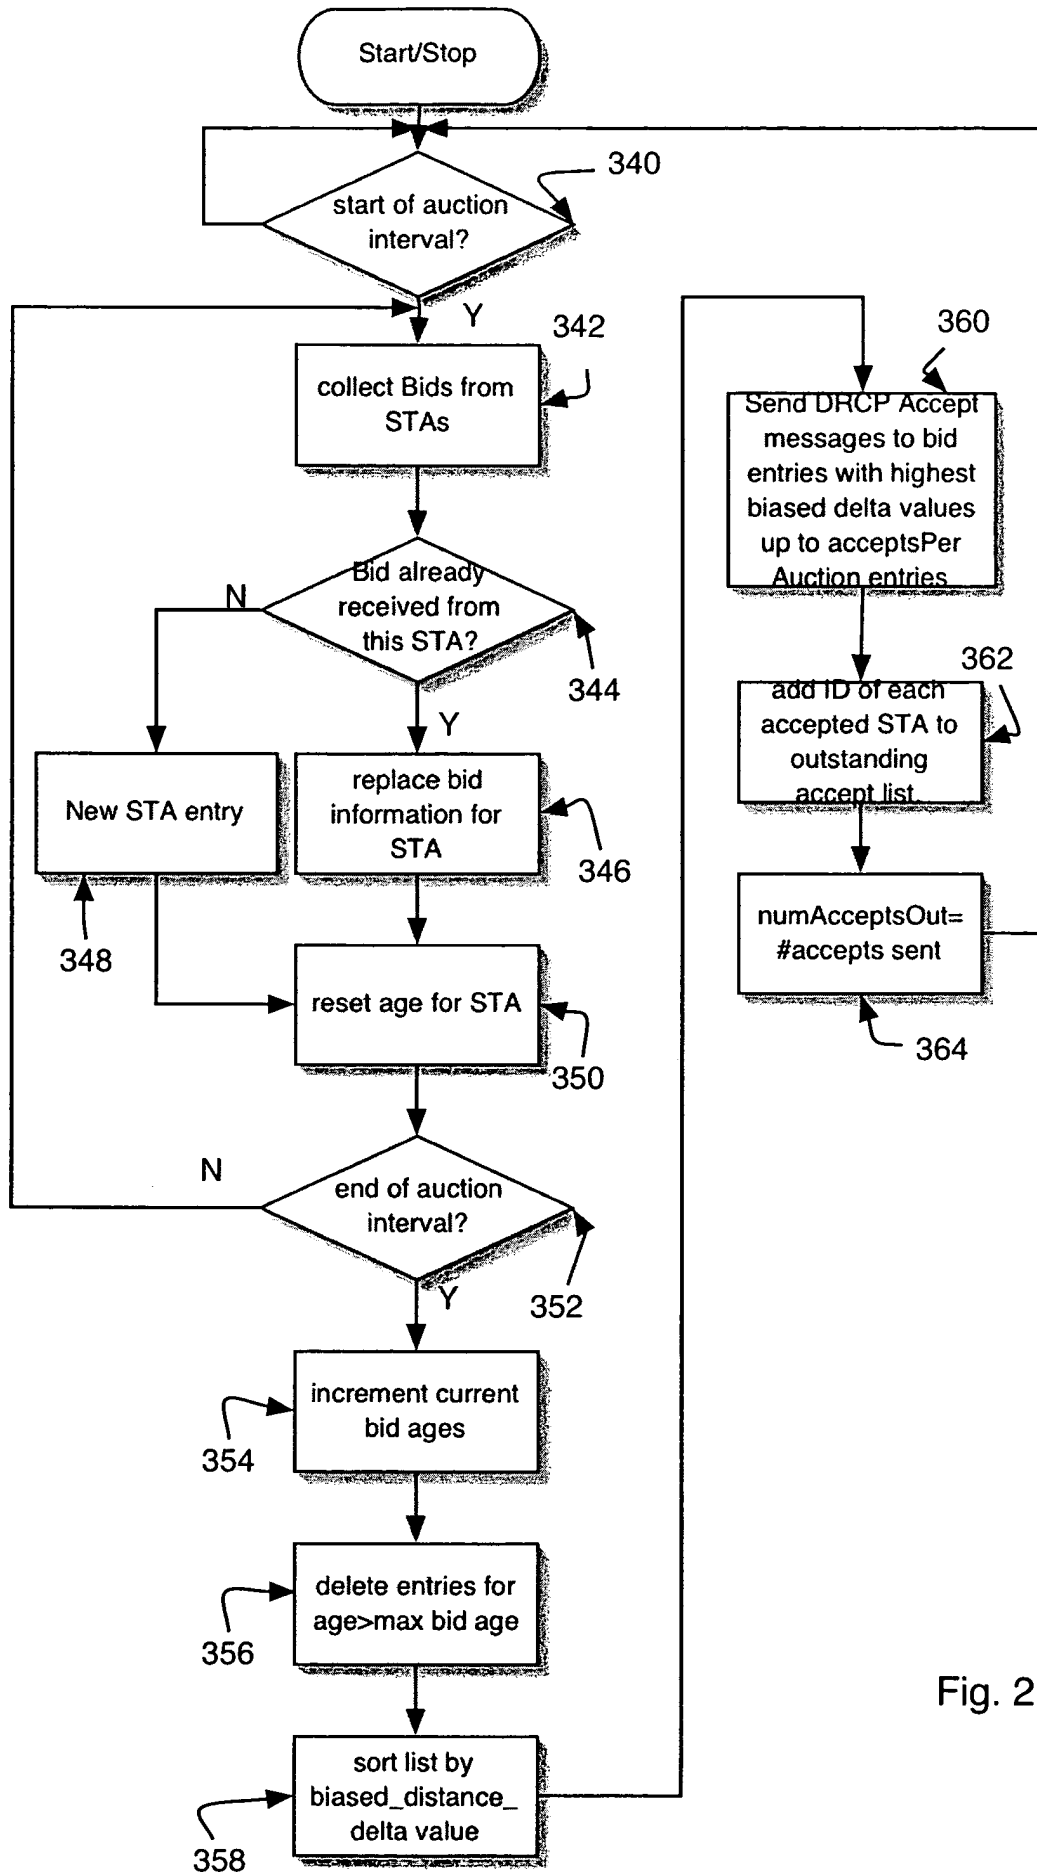 Start/Stop
340
start of auction
interval?
Y
342
collect Bids from
STAs
Bid already
received from
this STA?
N
344
Y
New STA entry
348
replace bid
information for
STA
346
reset age for STA
350
N
end of auction
interval?
352
Y
increment current
bid ages
354
delete entries for
age>max bid age
356
sort list by
biased_distance_
delta value
358
360
Send DRCP Accept
messages to bid
entries with highest
biased delta values
up to acceptsPer
Auction entries
362
add ID of each
accepted STA to
outstanding
accept list.
numAcceptsOut=
#accepts sent
364
Fig. 2